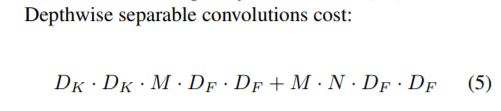 Depthwise separable convolutions cost:
D_K · D_K · M · D_F · D_F + M · N · D_F · D_F (5)